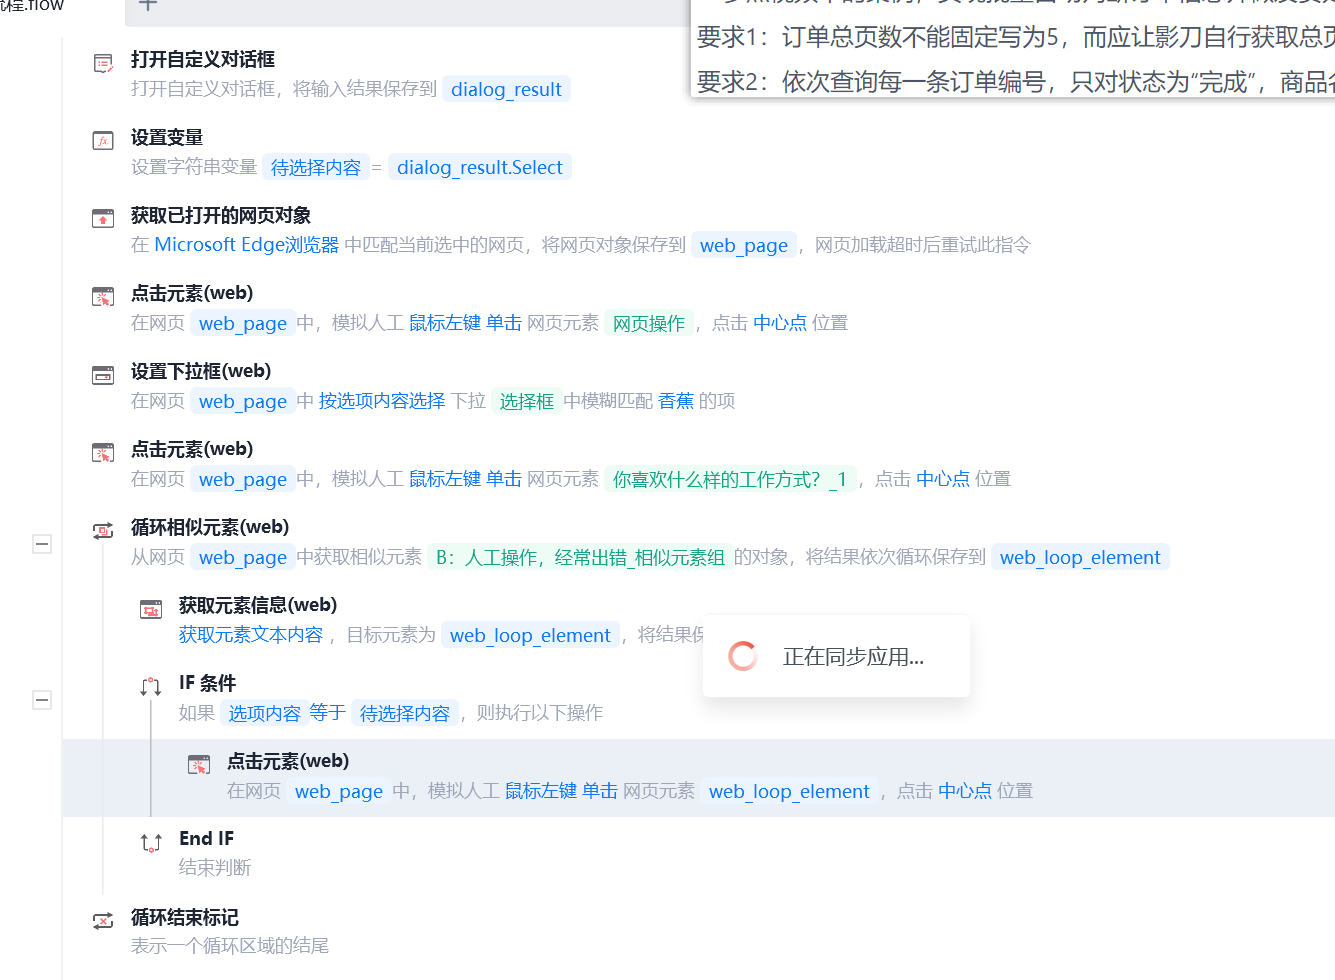 流程.flow
要求1：订单总页数不能固定写为5，而应让影刀自行获取总页
要求2：依次查询每一条订单编号，只对状态为“完成”，商品名
打开自定义对话框
打开自定义对话框，将输入结果保存到 dialog_result
设置变量
设置字符串变量 待选择内容 = dialog_result.Select
获取已打开的网页对象
在 Microsoft Edge浏览器 中匹配当前选中的网页，将网页对象保存到 web_page ，网页加载超时后重试此指令
点击元素(web)
在网页 web_page 中，模拟人工 鼠标左键 单击 网页元素 网页操作 ，点击 中心点 位置
设置下拉框(web)
在网页 web_page 中 按选项内容选择 下拉 选择框 中模糊匹配 香蕉 的项
点击元素(web)
在网页 web_page 中，模拟人工 鼠标左键 单击 网页元素 你喜欢什么样的工作方式？_1 ，点击 中心点 位置
循环相似元素(web)
从网页 web_page 中获取相似元素 B：人工操作，经常出错_相似元素组 的对象，将结果依次循环保存到 web_loop_element
获取元素信息(web)
获取元素文本内容 ，目标元素为 web_loop_element ，将结果保
正在同步应用...
IF 条件
如果 选项内容 等于 待选择内容 ，则执行以下操作
点击元素(web)
在网页 web_page 中，模拟人工 鼠标左键 单击 网页元素 web_loop_element ，点击 中心点 位置
End IF
结束判断
循环结束标记
表示一个循环区域的结尾